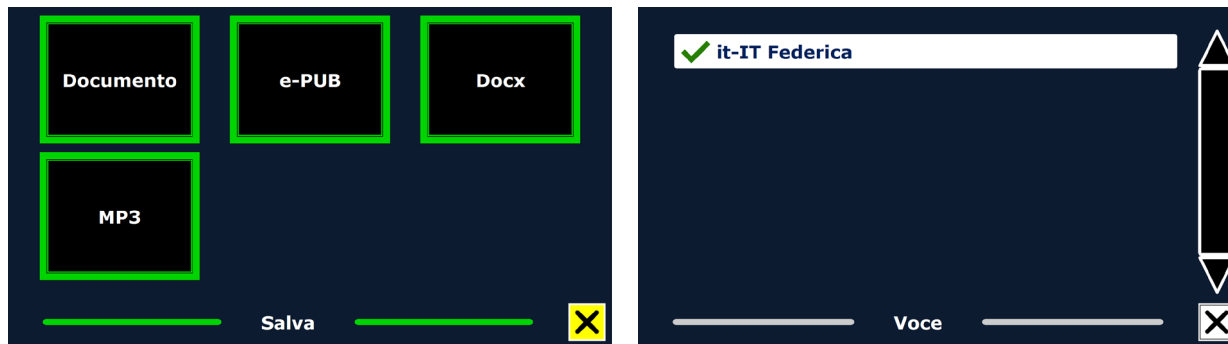 Documento
e-PUB
Docx
MP3
Salva
it-IT Federica
Voce